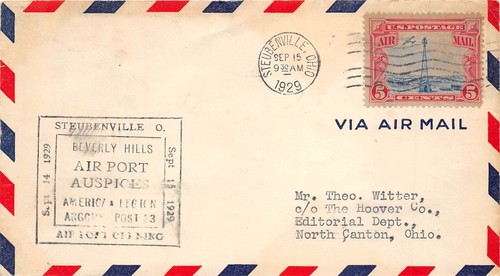 STEUBENVILLE, OHIO
SEP 15
9 30 AM
1929
U.S. POSTAGE
AIR MAIL
5 CENTS 5
VIA AIR MAIL
STEUBENVILLE O.
Sept 14 1929
BEVERLY HILLS
AIR PORT
AUSPICES
AMERICA LEGION
ARGONNE POST 33
AIR PORT OPENING
Sept 15 1929
Mr. Theo. Witter,
c/o The Hoover Co.,
Editorial Dept.,
North Canton, Ohio.